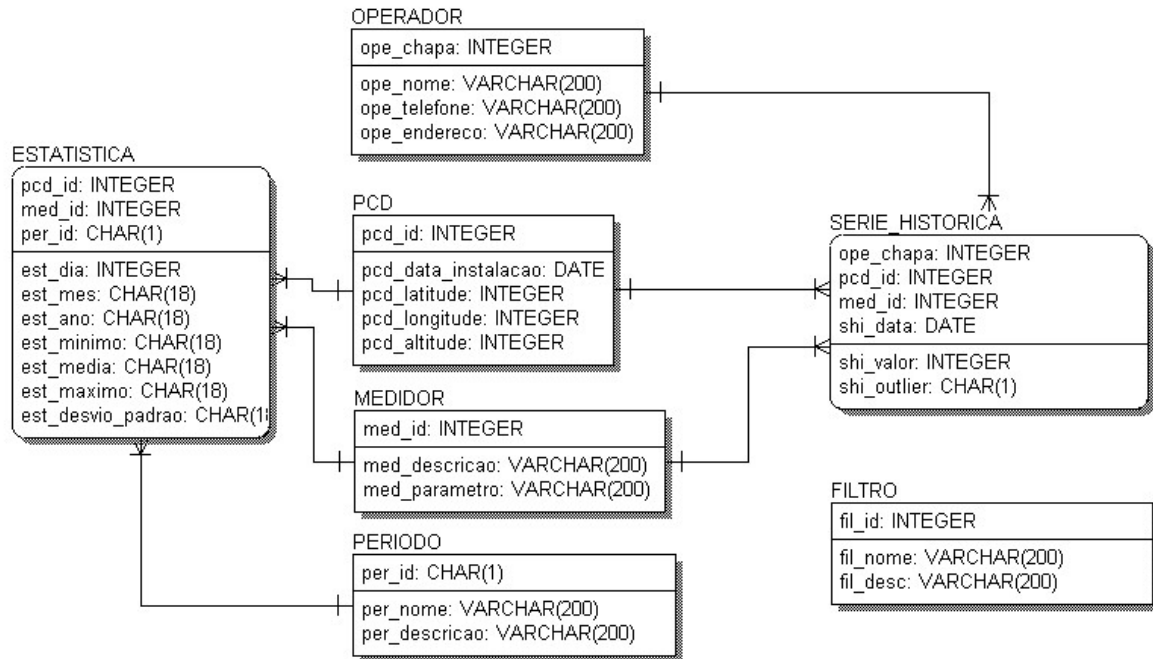 OPERADOR
ope_chapa: INTEGER
ope_nome: VARCHAR(200)
ope_telefone: VARCHAR(200)
ope_endereco: VARCHAR(200)
ESTATISTICA
pcd_id: INTEGER
med_id: INTEGER
per_id: CHAR(1)
est_dia: INTEGER
est_mes: CHAR(18)
est_ano: CHAR(18)
est_minimo: CHAR(18)
est_media: CHAR(18)
est_maximo: CHAR(18)
est_desvio_padrao: CHAR(1
PCD
pcd_id: INTEGER
pcd_data_instalacao: DATE
pcd_latitude: INTEGER
pcd_longitude: INTEGER
pcd_altitude: INTEGER
SERIE_HISTORICA
ope_chapa: INTEGER
pcd_id: INTEGER
med_id: INTEGER
shi_data: DATE
shi_valor: INTEGER
shi_outlier: CHAR(1)
MEDIDOR
med_id: INTEGER
med_descricao: VARCHAR(200)
med_parametro: VARCHAR(200)
FILTRO
fil_id: INTEGER
fil_nome: VARCHAR(200)
fil_desc: VARCHAR(200)
PERIODO
per_id: CHAR(1)
per_nome: VARCHAR(200)
per_descricao: VARCHAR(200)